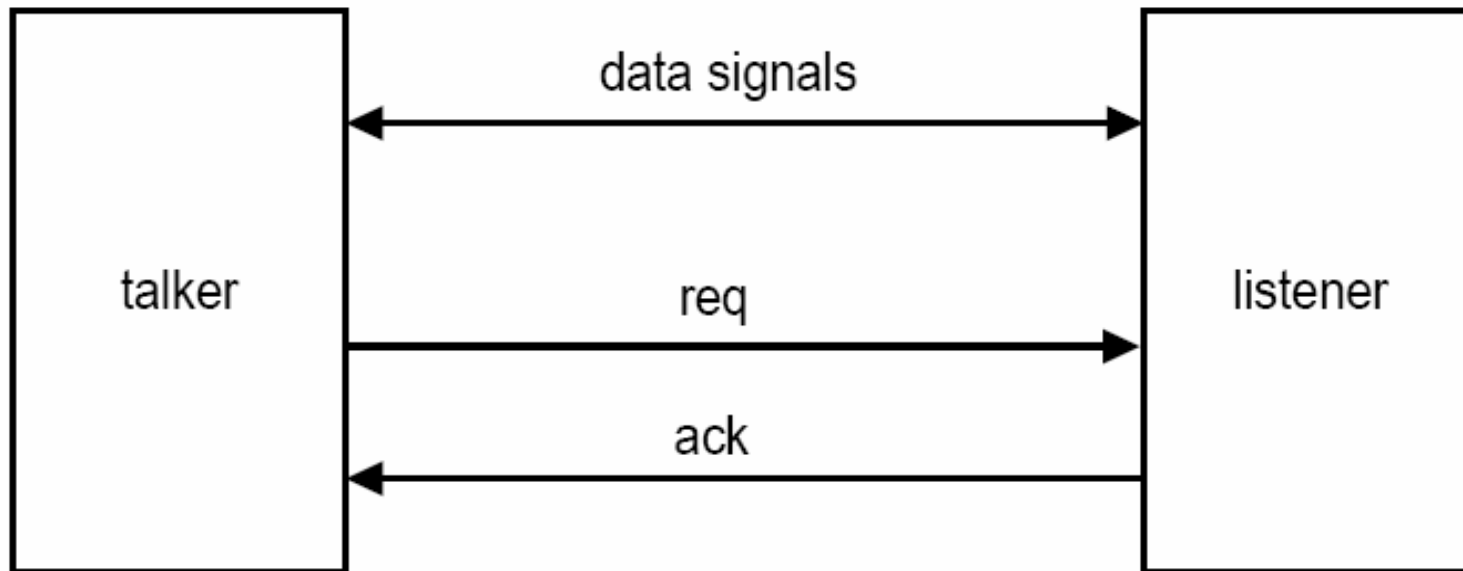 data signals
talker
req
listener
ack